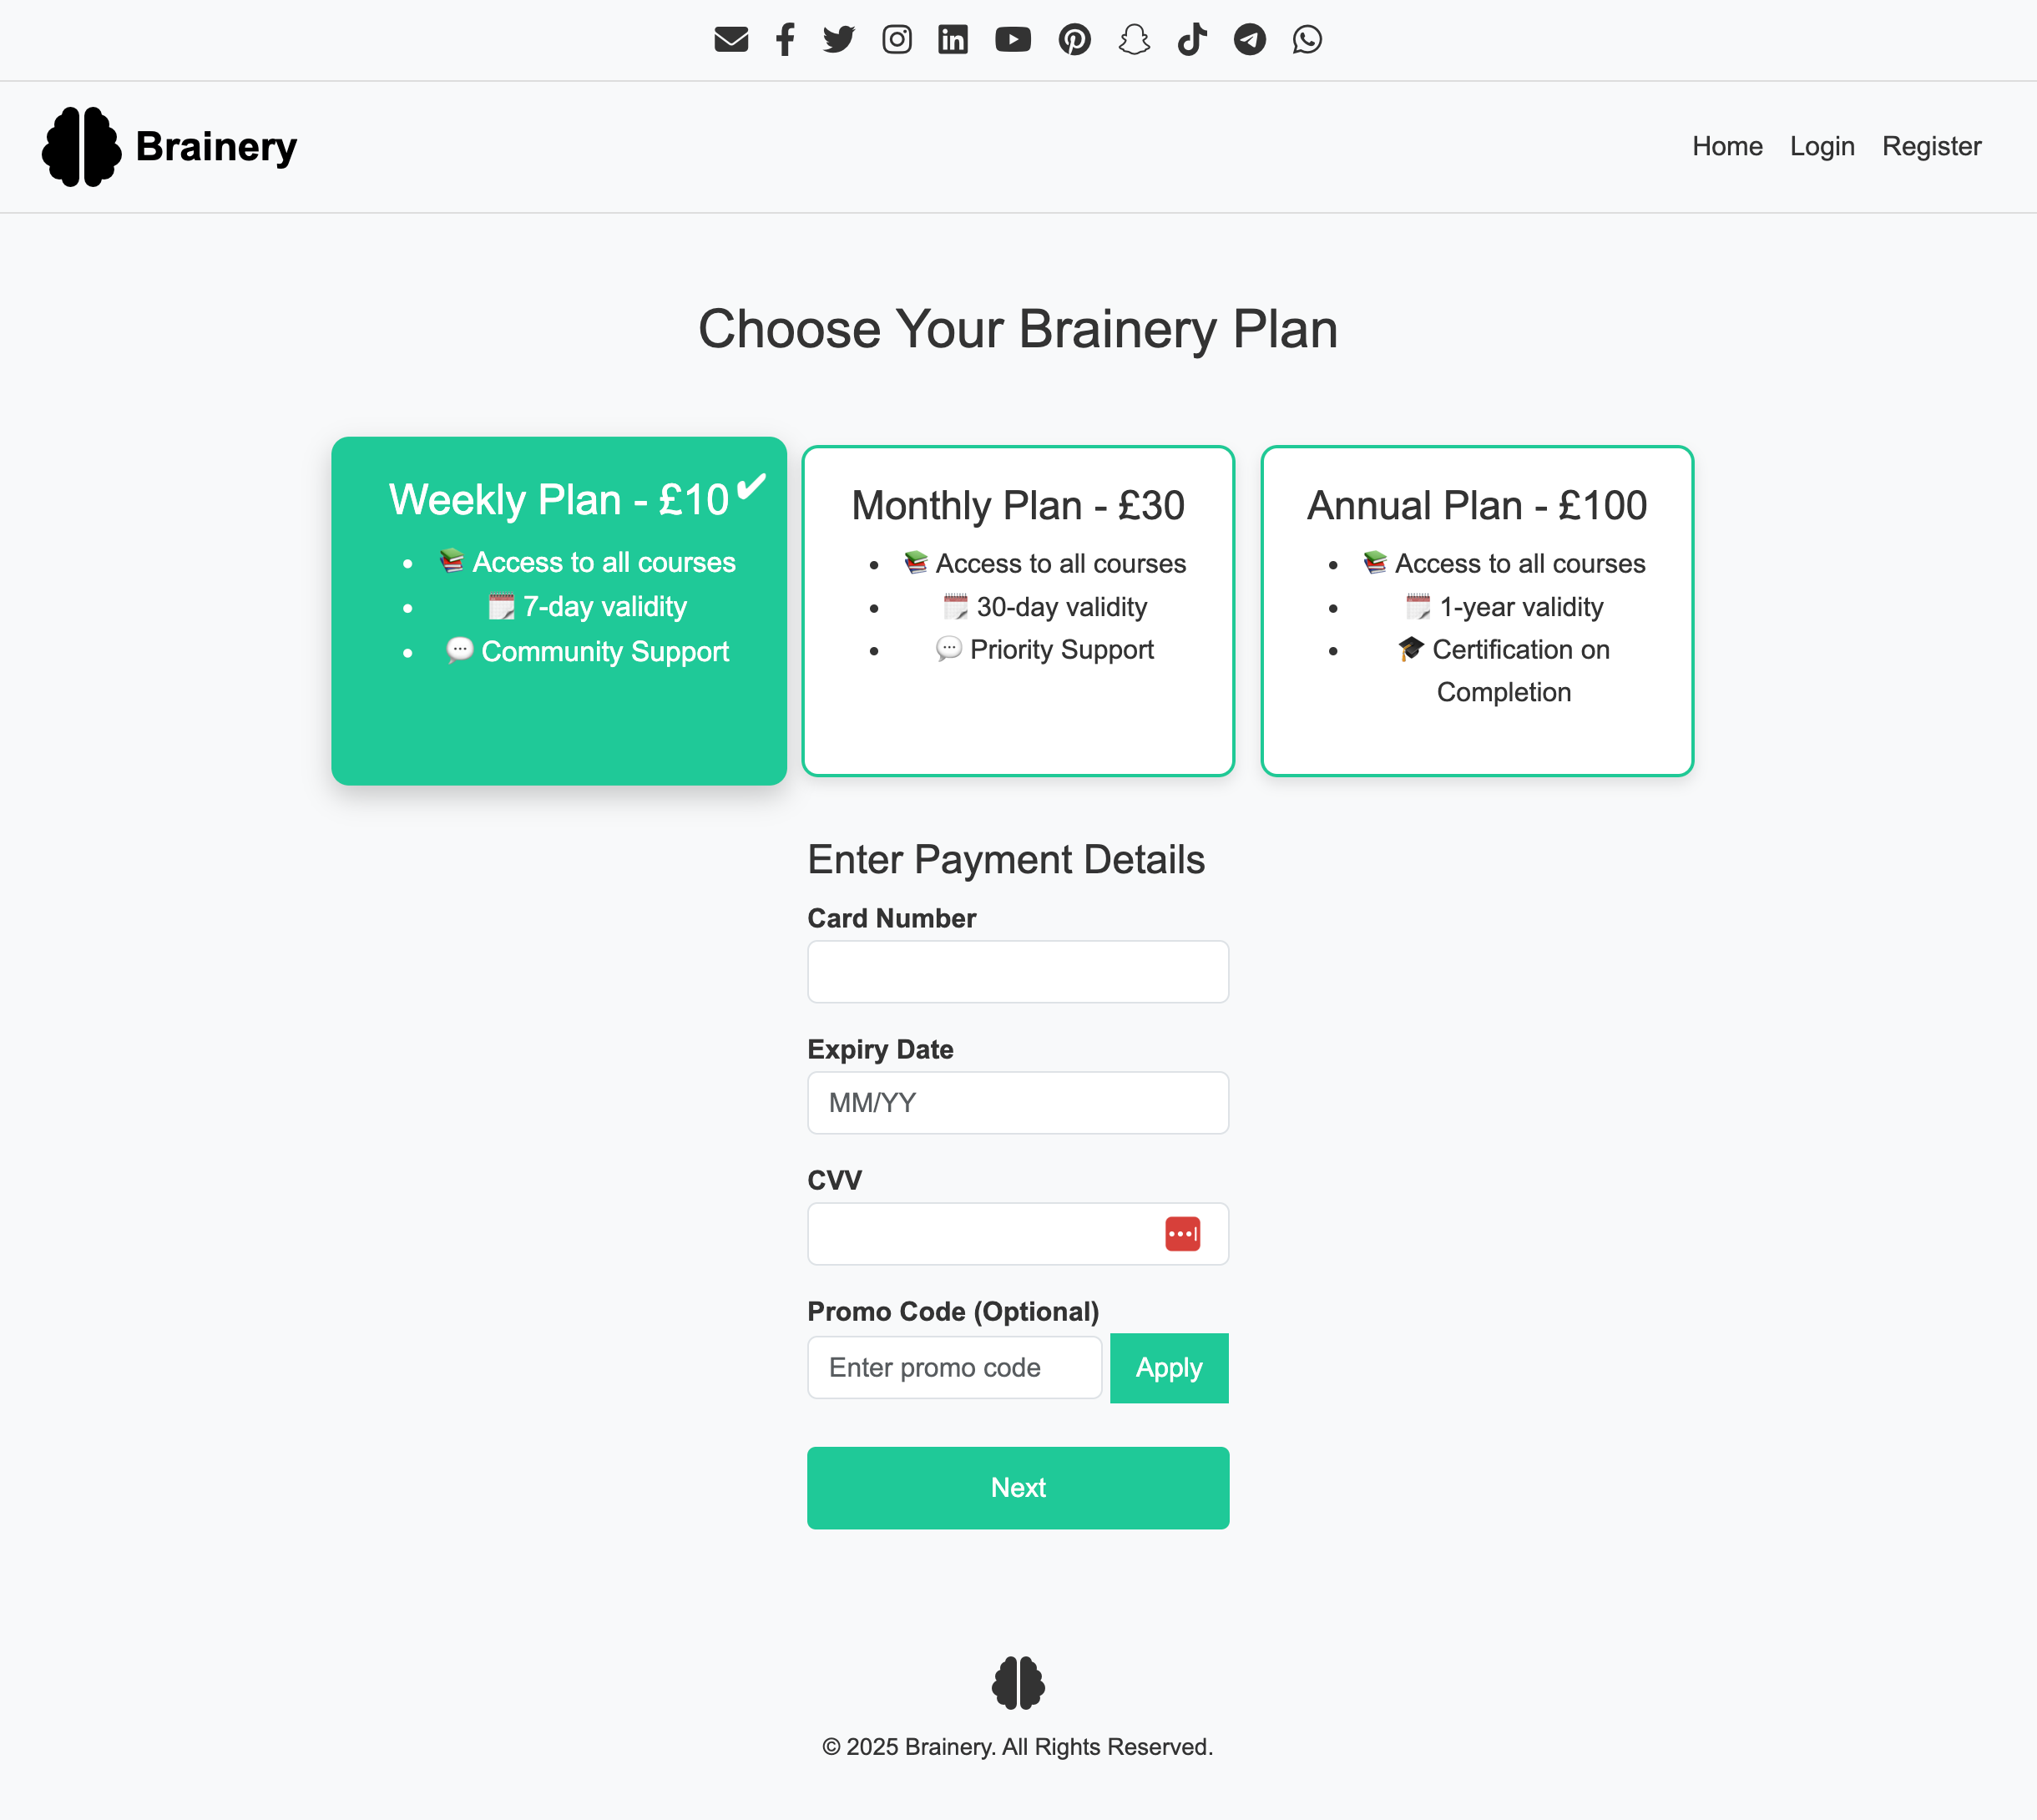 Brainery
Home Login Register
Choose Your Brainery Plan
Weekly Plan - £10 ✔
• 📚 Access to all courses
• 🗓️ 7-day validity
• 💬 Community Support
Monthly Plan - £30
• 📚 Access to all courses
• 🗓️ 30-day validity
• 💬 Priority Support
Annual Plan - £100
• 📚 Access to all courses
• 🗓️ 1-year validity
• 🎓 Certification on
Completion
Enter Payment Details
Card Number
Expiry Date
MM/YY
CVV
Promo Code (Optional)
Enter promo code
Apply
Next
© 2025 Brainery. All Rights Reserved.